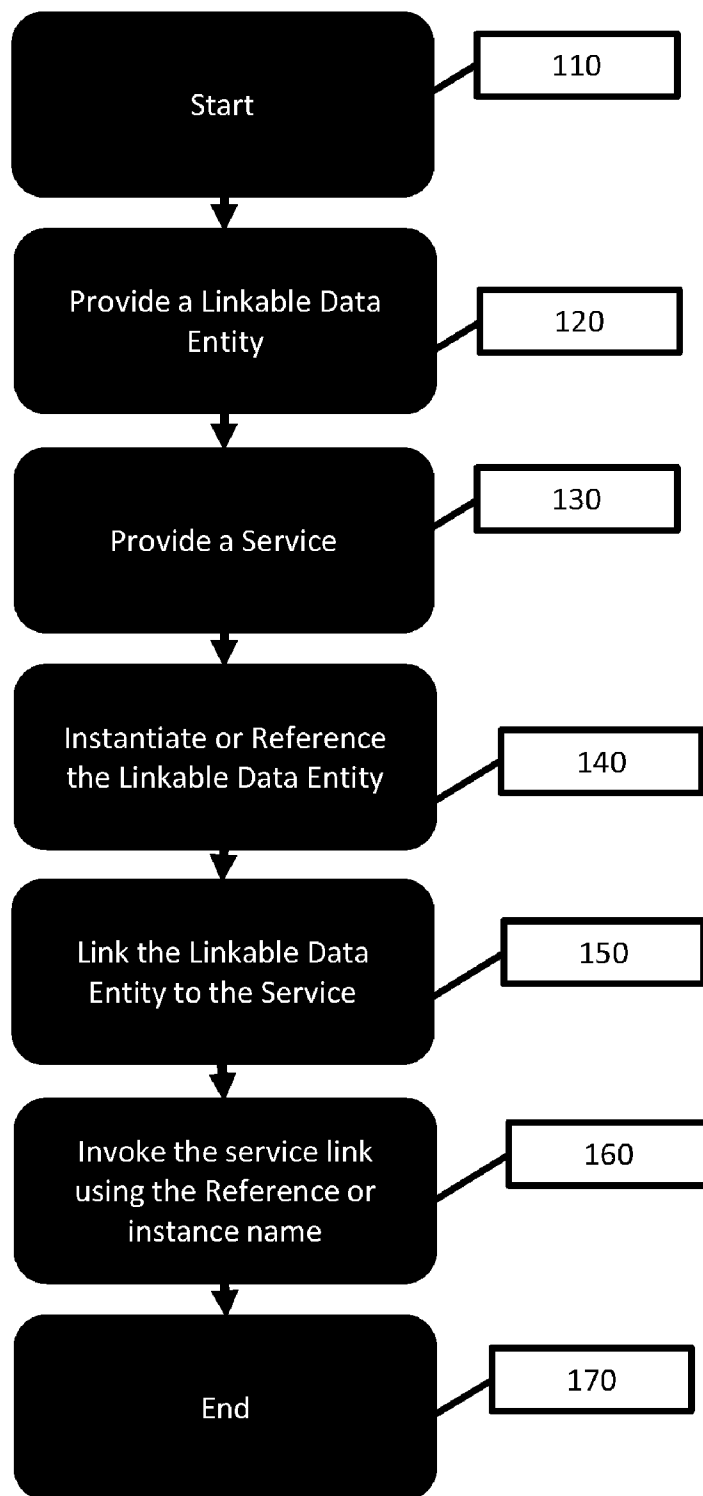 Start
110
Provide a Linkable Data
Entity
120
Provide a Service
130
Instantiate or Reference
the Linkable Data Entity
140
Link the Linkable Data
Entity to the Service
150
Invoke the service link
using the Reference or
instance name
160
End
170